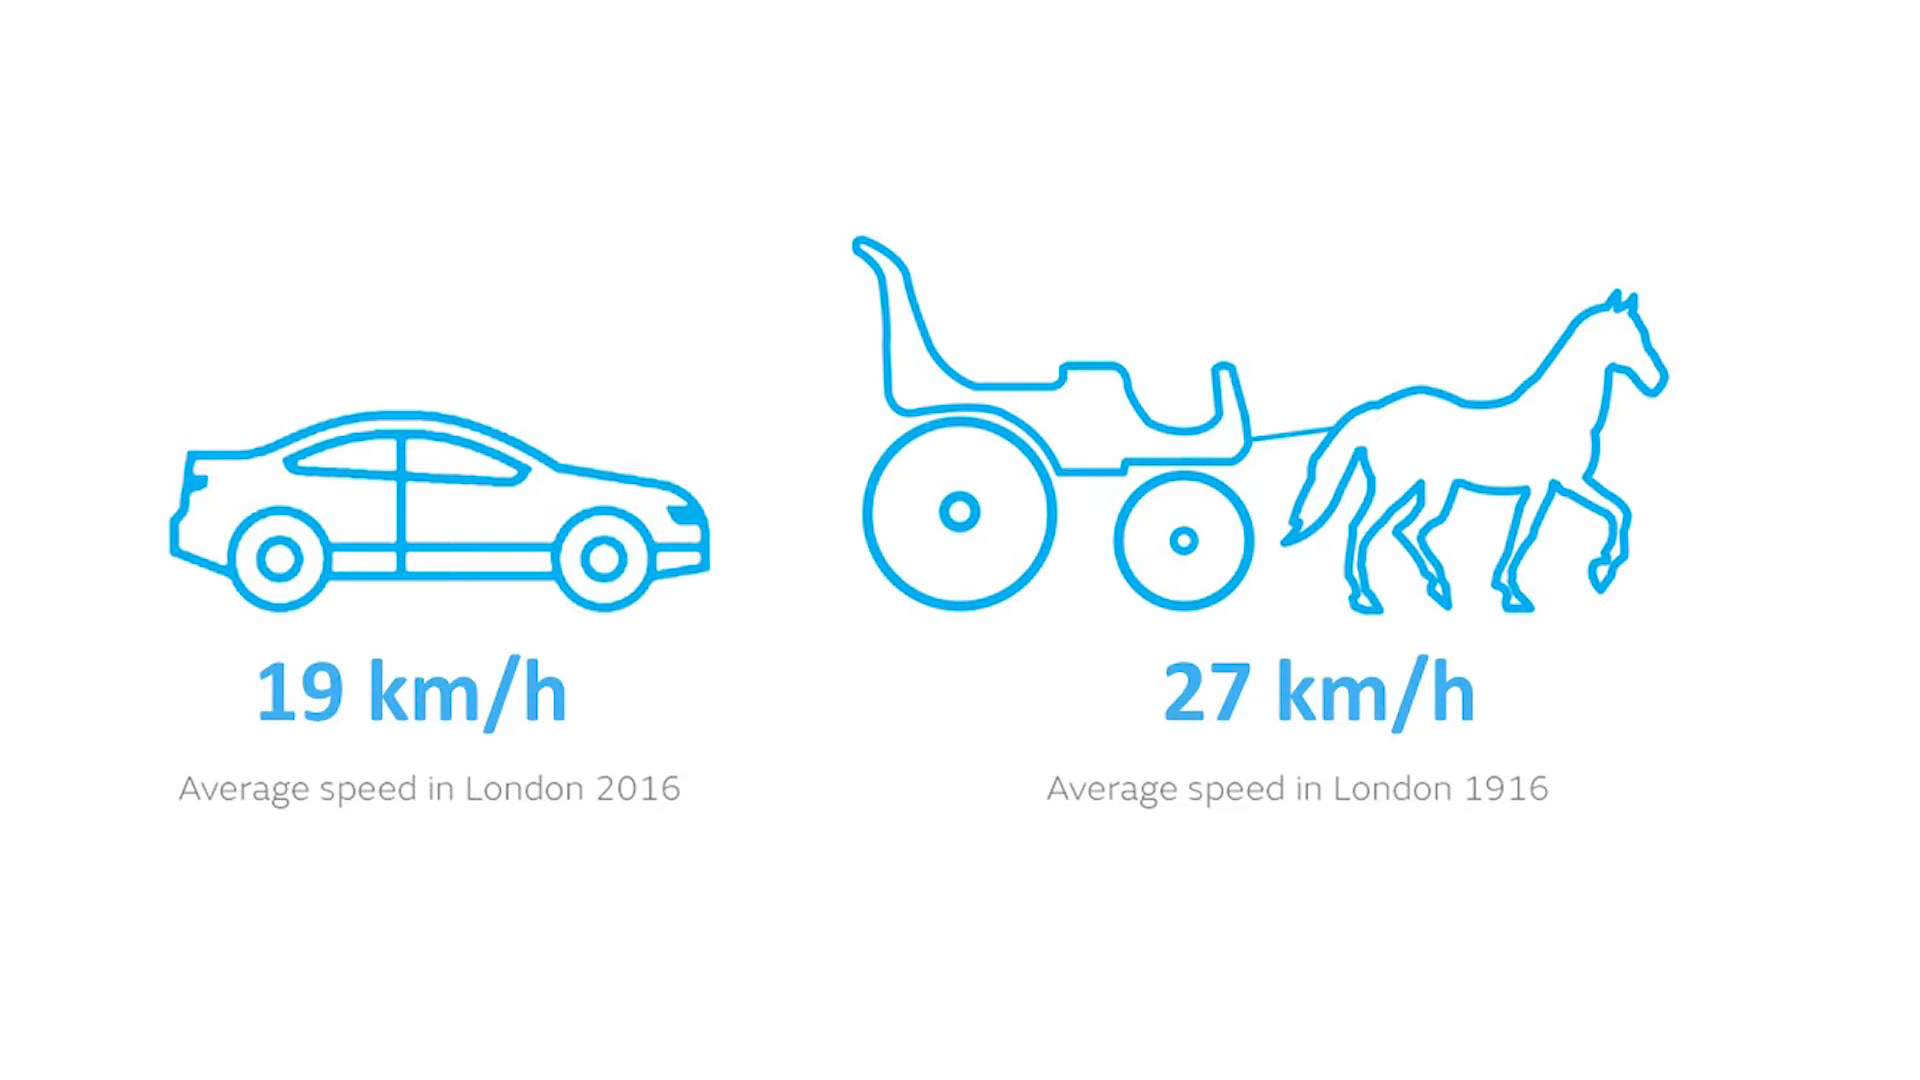 19 km/h
Average speed in London 2016
27 km/h
Average speed in London 1916